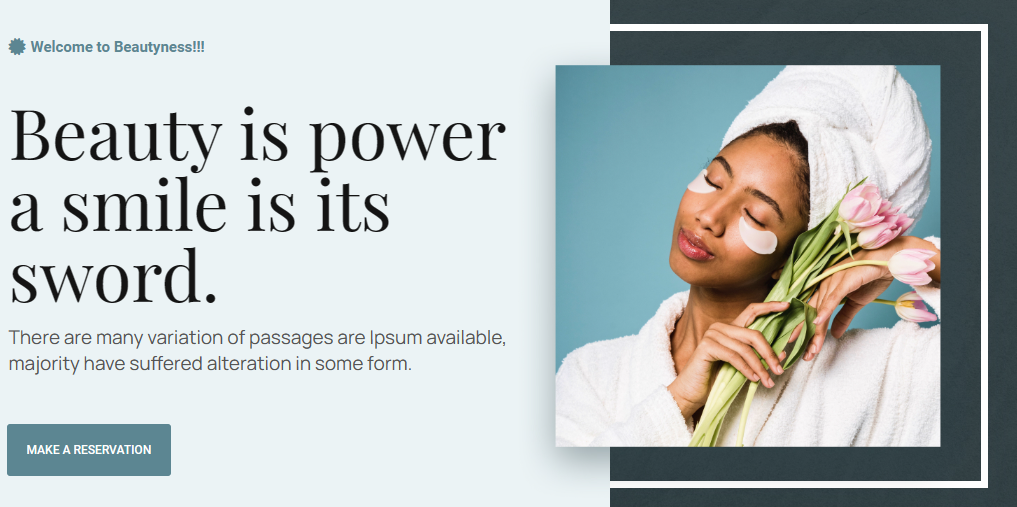 Welcome to Beautyness!!!
Beauty is power
a smile is its
sword.
There are many variation of passages are Ipsum available,
majority have suffered alteration in some form.
MAKE A RESERVATION